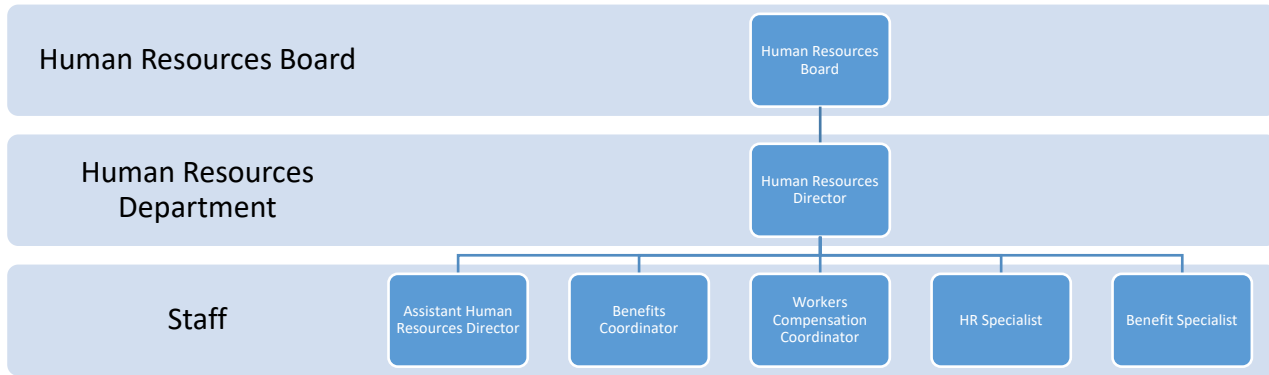 Human Resources Board
Human Resources
Board
Human Resources
Department
Human Resources
Director
Staff
Assistant Human
Resources Director
Benefits
Coordinator
Workers
Compensation
Coordinator
HR Specialist
Benefit Specialist